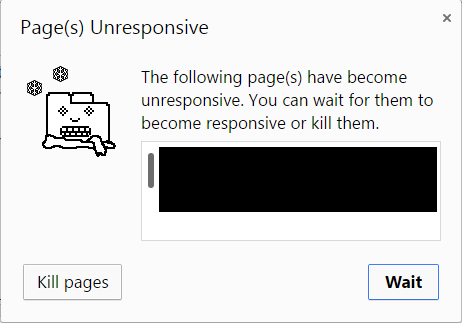 Page(s) Unresponsive
The following page(s) have become
unresponsive. You can wait for them to
become responsive or kill them.
Kill pages
Wait